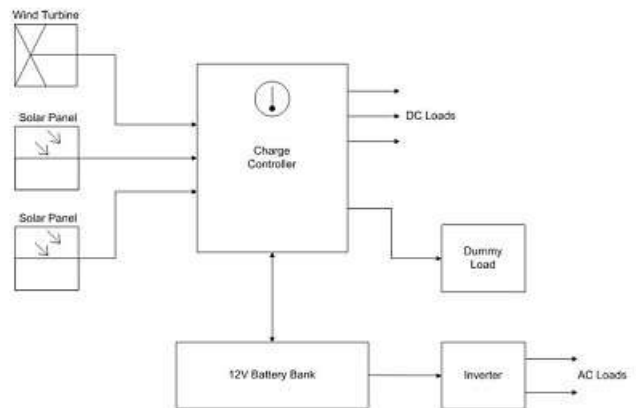 Wind Turbine
Solar Panel
Solar Panel
Charge
Controller
DC Loads
Dummy
Load
12V Battery Bank
Inverter
AC Loads